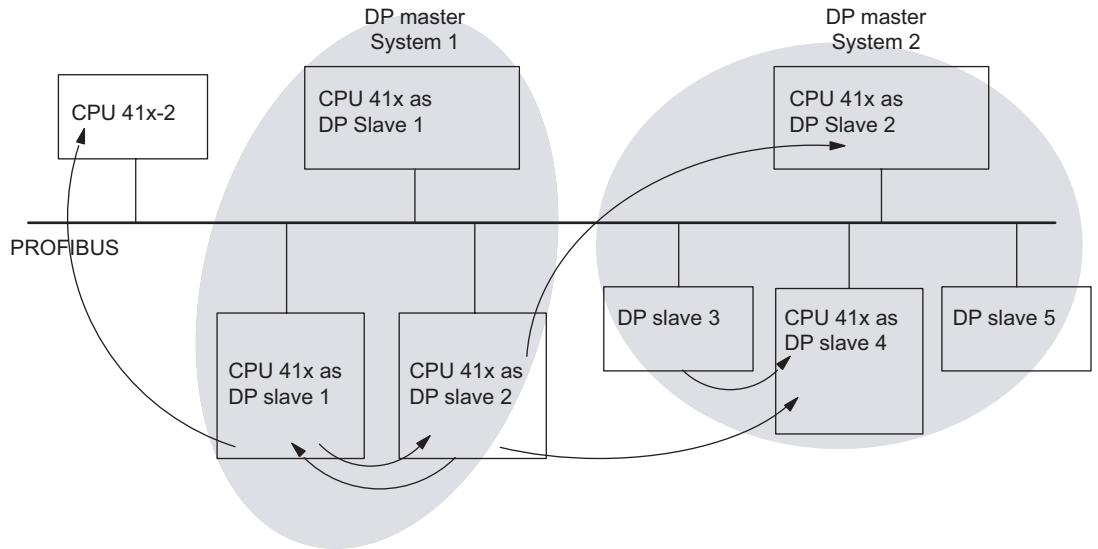 DP master
System 1
DP master
System 2
CPU 41x-2
CPU 41x as
DP Slave 1
CPU 41x as
DP Slave 2
PROFIBUS
CPU 41x as
DP slave 1
CPU 41x as
DP slave 2
DP slave 3
CPU 41x as
DP slave 4
DP slave 5